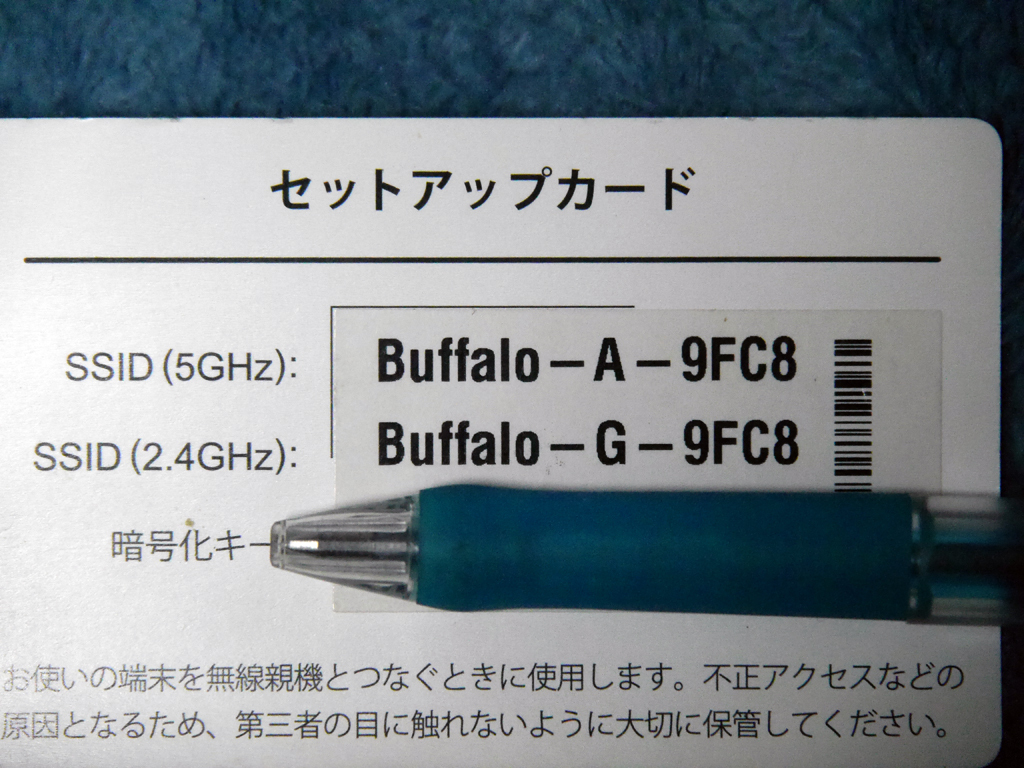 セットアップカード
SSID (5GHz): Buffalo-A-9FC8
SSID (2.4GHz): Buffalo-G-9FC8
暗号化キー
お使いの端末を無線親機とつなぐときに使用します。不正アクセスなどの
原因となるため、第三者の目に触れないように大切に保管してください。